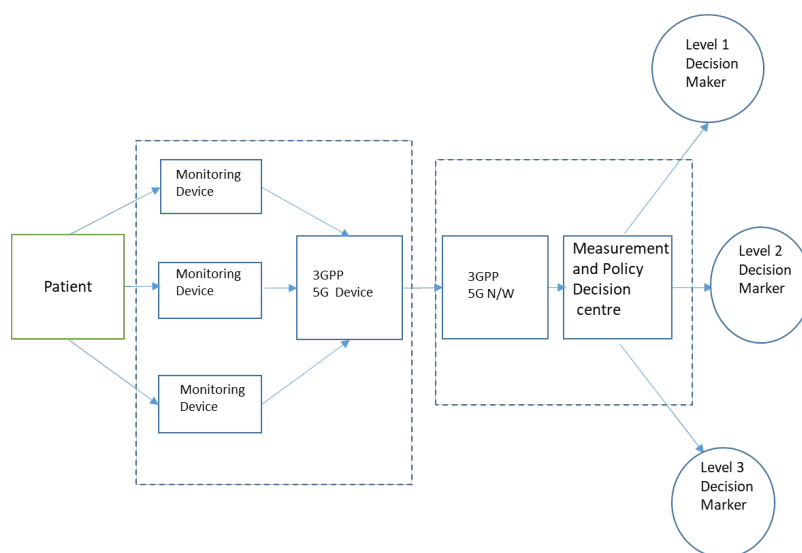 Level 1
Decision
Maker
Monitoring
Device
Patient
Monitoring
Device
3GPP
5G Device
3GPP
5G N/W
Measurement
and Policy
Decision
centre
Level 2
Decision
Marker
Monitoring
Device
Level 3
Decision
Marker